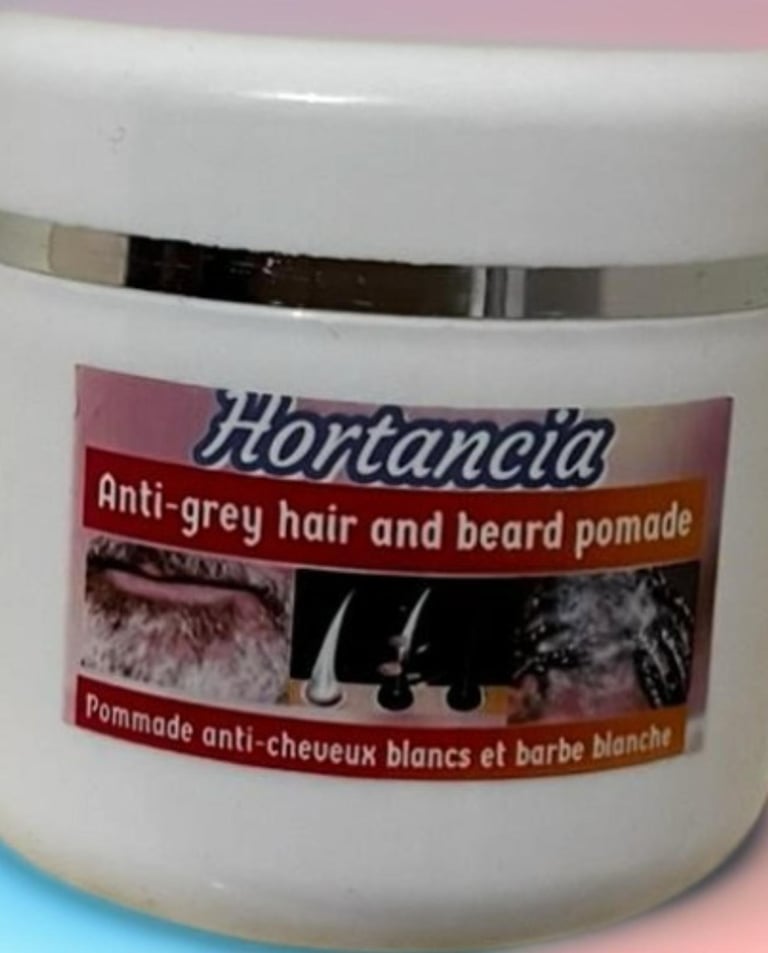 Hortancia
Anti-grey hair and beard pomade
Pommade anti-cheveux blancs et barbe blanche